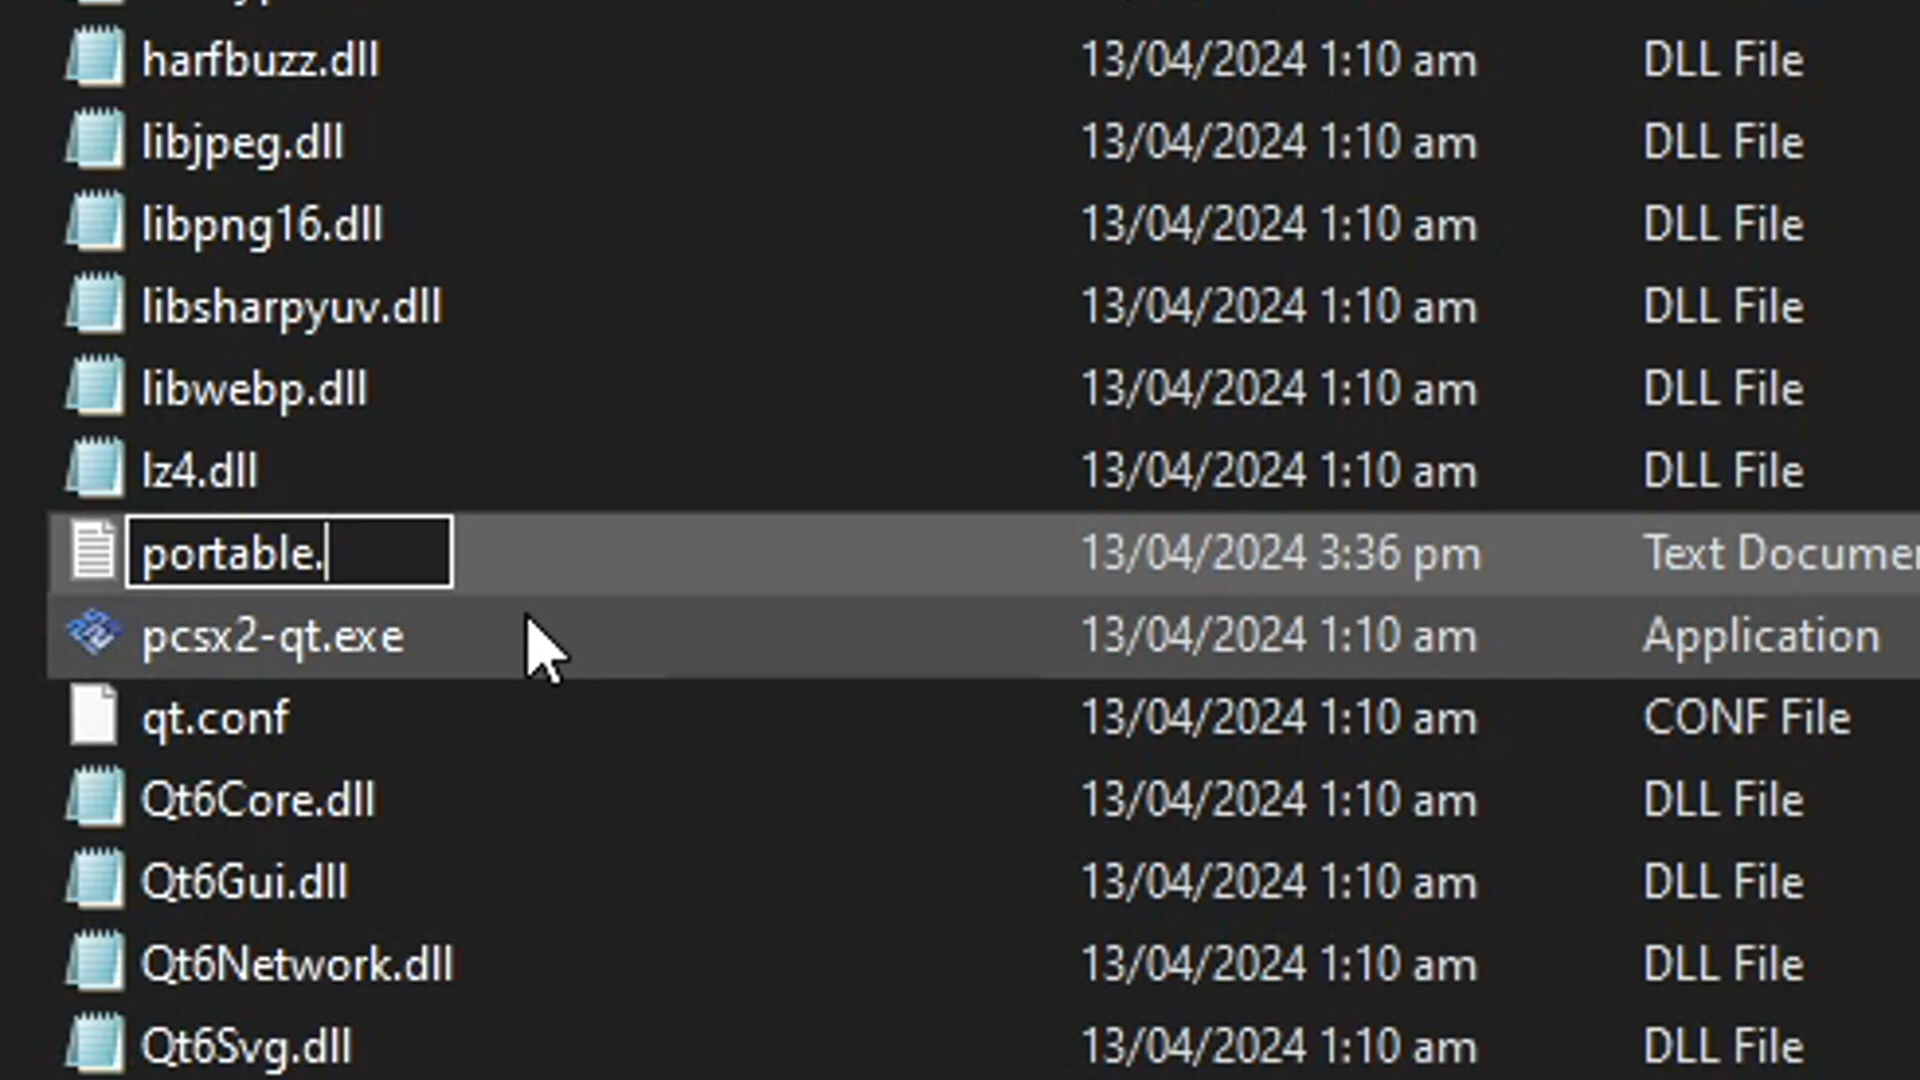 harfbuzz.dll 13/04/2024 1:10 am DLL File
libjpeg.dll 13/04/2024 1:10 am DLL File
libpng16.dll 13/04/2024 1:10 am DLL File
libsharpyuv.dll 13/04/2024 1:10 am DLL File
libwebp.dll 13/04/2024 1:10 am DLL File
lz4.dll 13/04/2024 1:10 am DLL File
portable. 13/04/2024 3:36 pm Text Documen
pcsx2-qt.exe 13/04/2024 1:10 am Application
qt.conf 13/04/2024 1:10 am CONF File
Qt6Core.dll 13/04/2024 1:10 am DLL File
Qt6Gui.dll 13/04/2024 1:10 am DLL File
Qt6Network.dll 13/04/2024 1:10 am DLL File
Qt6Svg.dll 13/04/2024 1:10 am DLL File